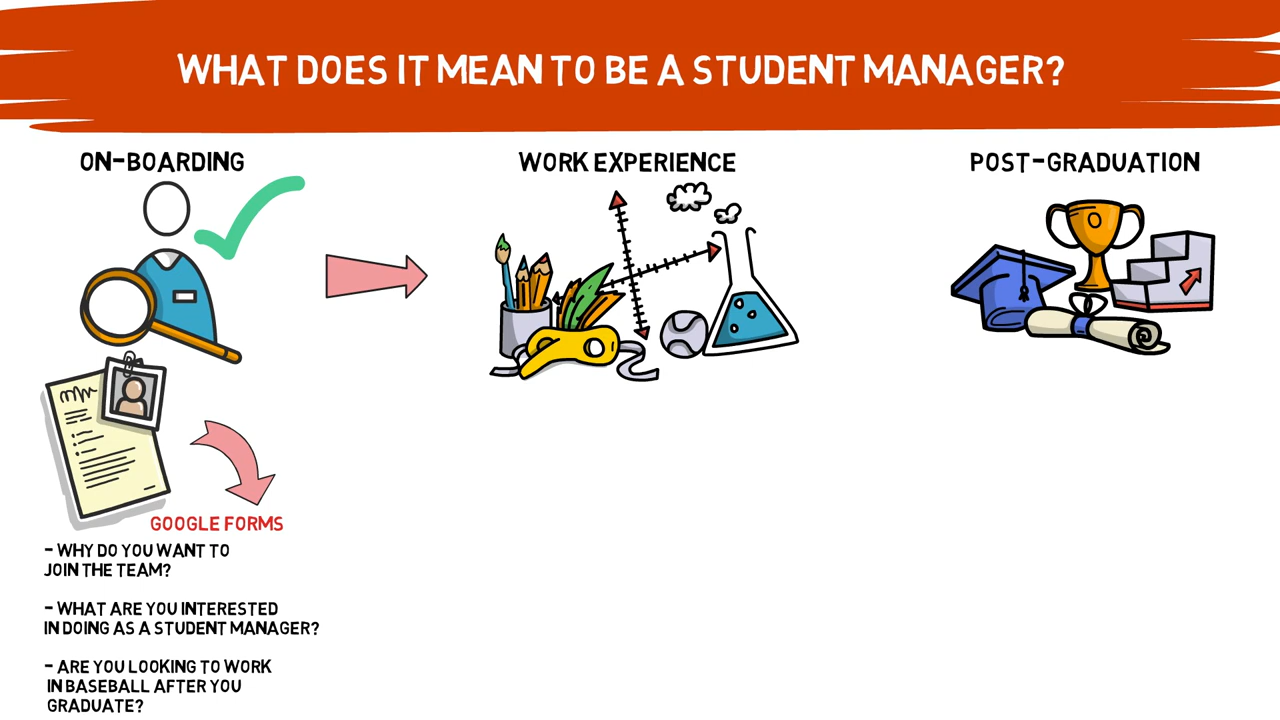 WHAT DOES IT MEAN TO BE A STUDENT MANAGER?
ON-BOARDING
WORK EXPERIENCE
POST-GRADUATION
GOOGLE FORMS
- WHY DO YOU WANT TO
JOIN THE TEAM?
- WHAT ARE YOU INTERESTED
IN DOING AS A STUDENT MANAGER?
- ARE YOU LOOKING TO WORK
IN BASEBALL AFTER YOU
GRADUATE?